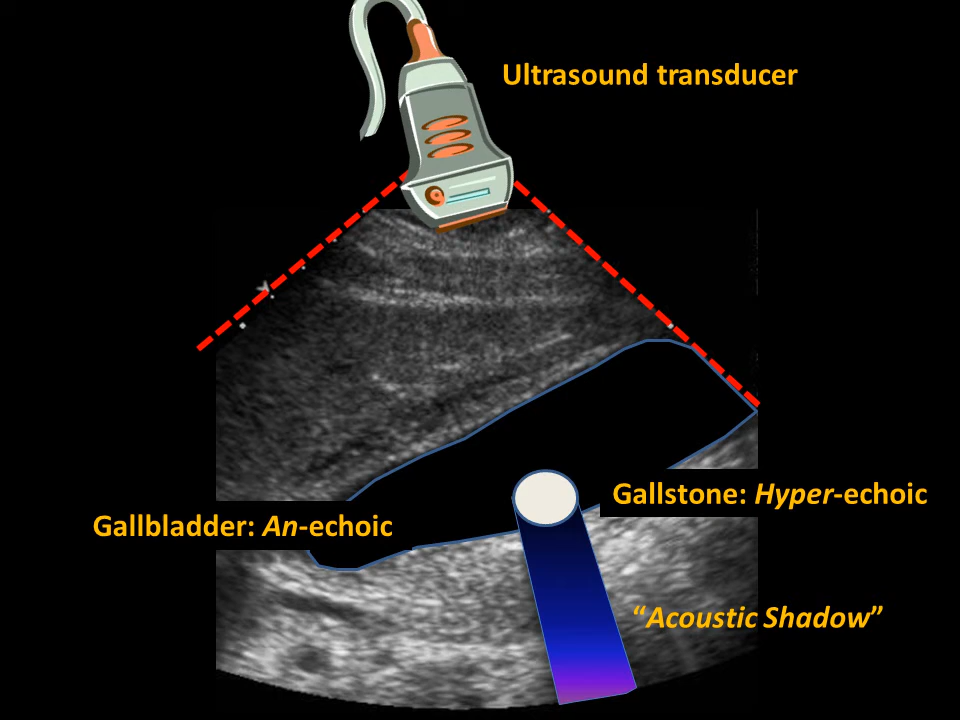 Ultrasound transducer
Gallstone: Hyper-echoic
Gallbladder: An-echoic
“Acoustic Shadow”